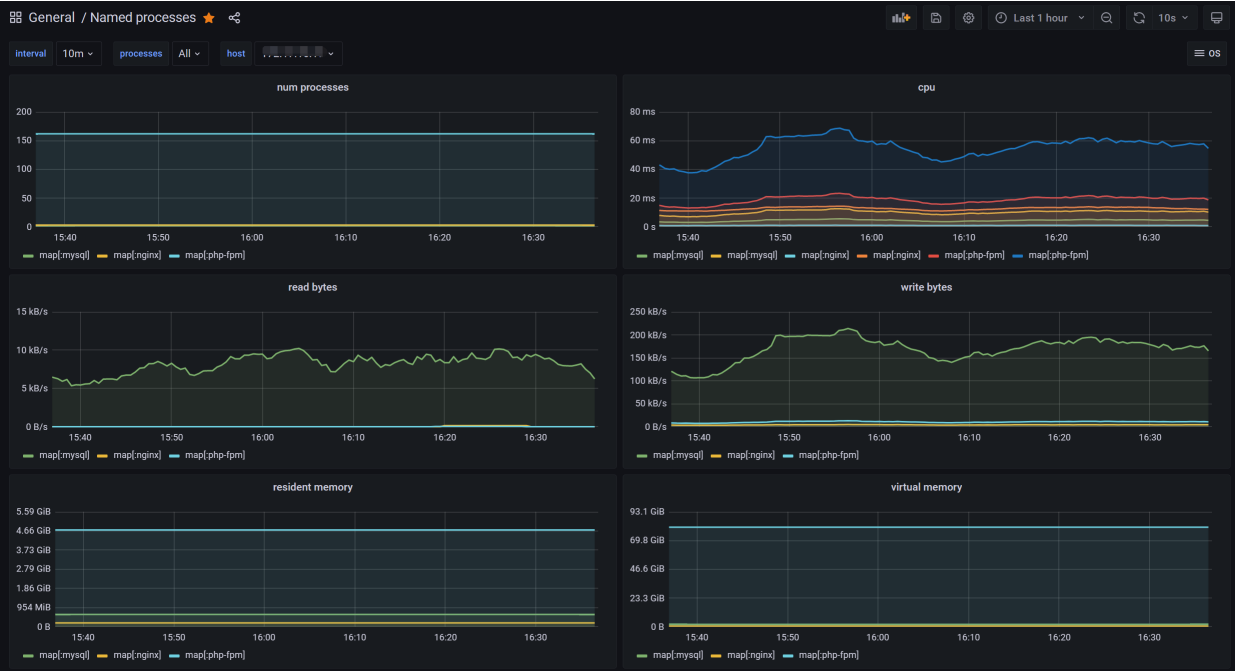 General / Named processes
Last 1 hour
10s
interval
10m
processes
All
host
OS
num processes
200
150
100
50
0
15:40 15:50 16:00 16:10 16:20 16:30
map[:mysql] map[:nginx] map[:php-fpm]
cpu
80 ms
60 ms
40 ms
20 ms
0 s
15:40 15:50 16:00 16:10 16:20 16:30
map[:mysql] map[:mysql] map[:nginx] map[:nginx] map[:php-fpm] map[:php-fpm]
read bytes
15 kB/s
10 kB/s
5 kB/s
0 B/s
15:40 15:50 16:00 16:10 16:20 16:30
map[:mysql] map[:nginx] map[:php-fpm]
write bytes
250 kB/s
200 kB/s
150 kB/s
100 kB/s
50 kB/s
0 B/s
15:40 15:50 16:00 16:10 16:20 16:30
map[:mysql] map[:nginx] map[:php-fpm]
resident memory
5.59 GiB
4.66 GiB
3.73 GiB
2.79 GiB
1.86 GiB
954 MiB
0 B
15:40 15:50 16:00 16:10 16:20 16:30
map[:mysql] map[:nginx] map[:php-fpm]
virtual memory
93.1 GiB
69.8 GiB
46.6 GiB
23.3 GiB
0 B
15:40 15:50 16:00 16:10 16:20 16:30
map[:mysql] map[:nginx] map[:php-fpm]